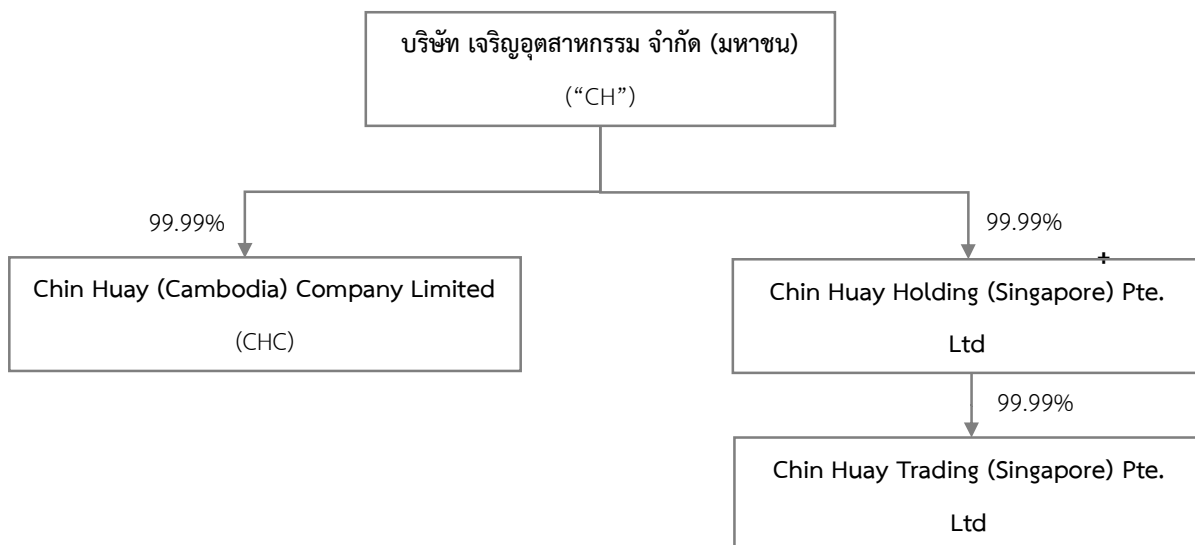 บริษัท เจริญอุตสาหกรรม จำกัด (มหาชน)
(“CH”)
99.99%
99.99%
Chin Huay (Cambodia) Company Limited
(CHC)
Chin Huay Holding (Singapore) Pte.
Ltd
99.99%
Chin Huay Trading (Singapore) Pte.
Ltd